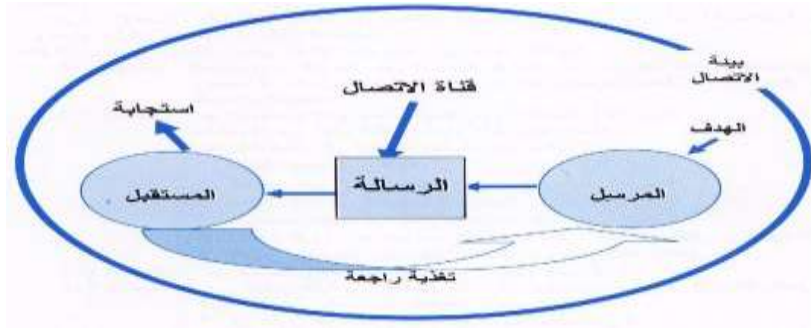 بيئة
الاتصال
قناة الاتصال
استجابة
الهدف
المرسل
الرسالة
المستقبل
تغذية راجعة